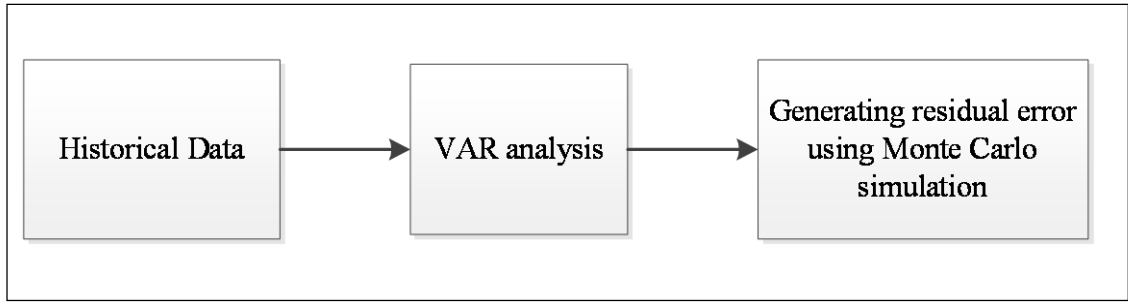 Historical Data
VAR analysis
Generating residual error
using Monte Carlo
simulation